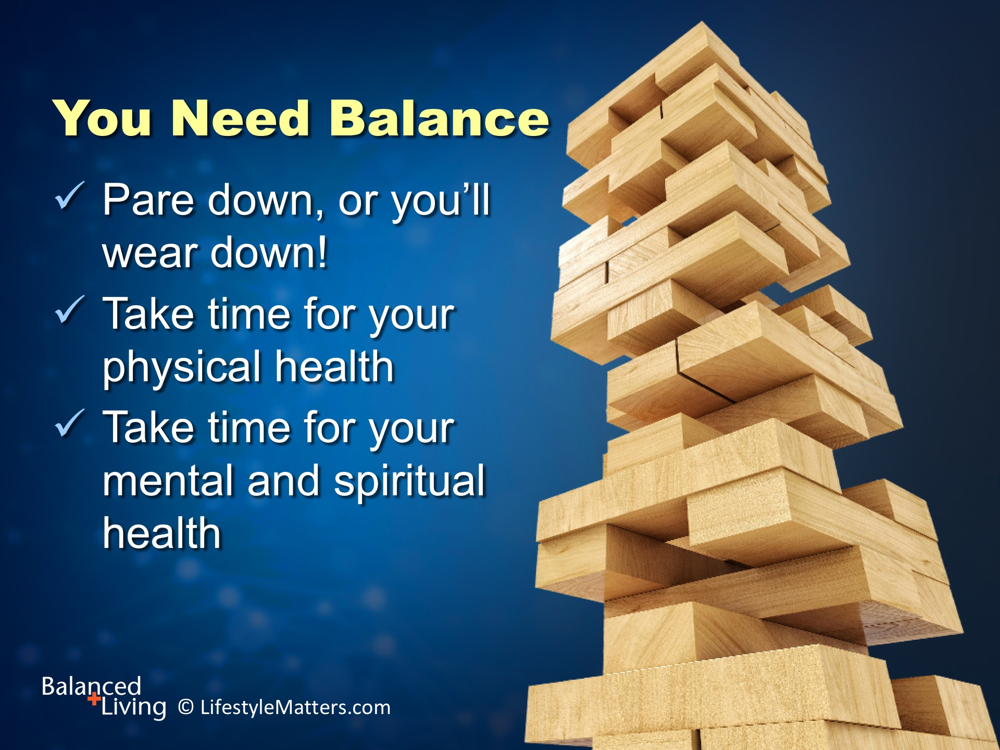 You Need Balance
✓ Pare down, or you’ll
wear down!
✓ Take time for your
physical health
✓ Take time for your
mental and spiritual
health
Balanced
Living © LifestyleMatters.com